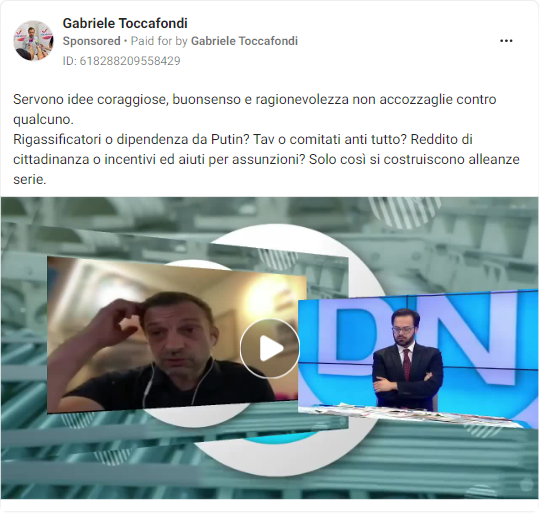 Gabriele Toccafondi
Sponsored • Paid for by Gabriele Toccafondi
ID: 618288209558429
Servono idee coraggiose, buonsenso e ragionevolezza non accozzaglie contro
qualcuno.
Rigassificatori o dipendenza da Putin? Tav o comitati anti tutto? Reddito di
cittadinanza o incentivi ed aiuti per assunzioni? Solo così si costruiscono alleanze
serie.
DN